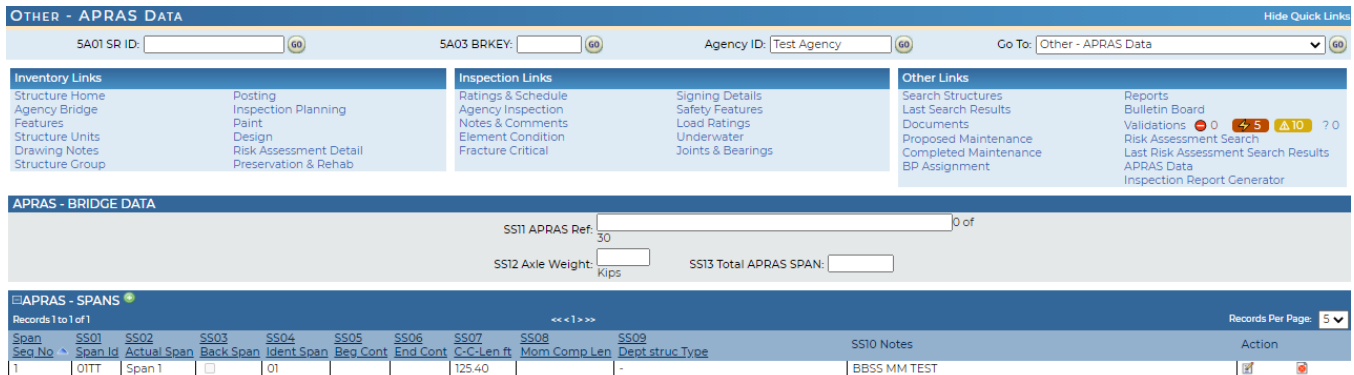 OTHER - APRAS DATA Hide Quick Links
5A01 SR ID: GO 5A03 BRKEY: GO Agency ID: Test Agency GO Go To: Other - APRAS Data GO
Inventory Links Inspection Links Other Links
Structure Home Posting Ratings & Schedule Signing Details Search Structures Reports
Agency Bridge Inspection Planning Agency Inspection Safety Features Last Search Results Bulletin Board
Features Paint Notes & Comments Load Ratings Documents Validations 0 5 10 ? 0
Structure Units Design Element Condition Underwater Proposed Maintenance Risk Assessment Search
Drawing Notes Risk Assessment Detail Fracture Critical Joints & Bearings Completed Maintenance Last Risk Assessment Search Results
Structure Group Preservation & Rehab BP Assignment APRAS Data
Inspection Report Generator
APRAS - BRIDGE DATA
SS11 APRAS Ref: 0 of
30
SS12 Axle Weight: Kips SS13 Total APRAS SPAN:
APRAS - SPANS
Records 1 to 1 of 1 << < 1 > >> Records Per Page: 5
Span SS01 SS02 SS03 SS04 SS05 SS06 SS07 SS08 SS09 SS10 Notes Action
Seq No Span Id Actual Span Back Span Ident Span Beg Cont End Cont C-C-Len ft Mom Comp Len Dept struc Type
1 01TT Span 1 01 125.40 - BBSS MM TEST